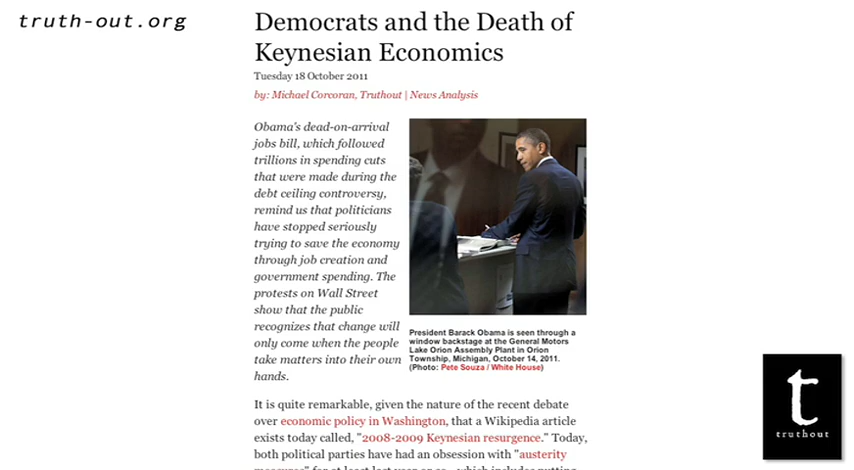 truth-out.org
Democrats and the Death of
Keynesian Economics
Tuesday 18 October 2011
by: Michael Corcoran, Truthout | News Analysis
Obama's dead-on-arrival
jobs bill, which followed
trillions in spending cuts
that were made during the
debt ceiling controversy,
remind us that politicians
have stopped seriously
trying to save the economy
through job creation and
government spending. The
protests on Wall Street
show that the public
recognizes that change will
only come when the people
take matters into their own
hands.
President Barack Obama is seen through a
window backstage at the General Motors
Lake Orion Assembly Plant in Orion
Township, Michigan, October 14, 2011.
(Photo: Pete Souza / White House)
It is quite remarkable, given the nature of the recent debate
over economic policy in Washington, that a Wikipedia article
exists today called, "2008-2009 Keynesian resurgence." Today,
both political parties have had an obsession with "austerity
t
truthout